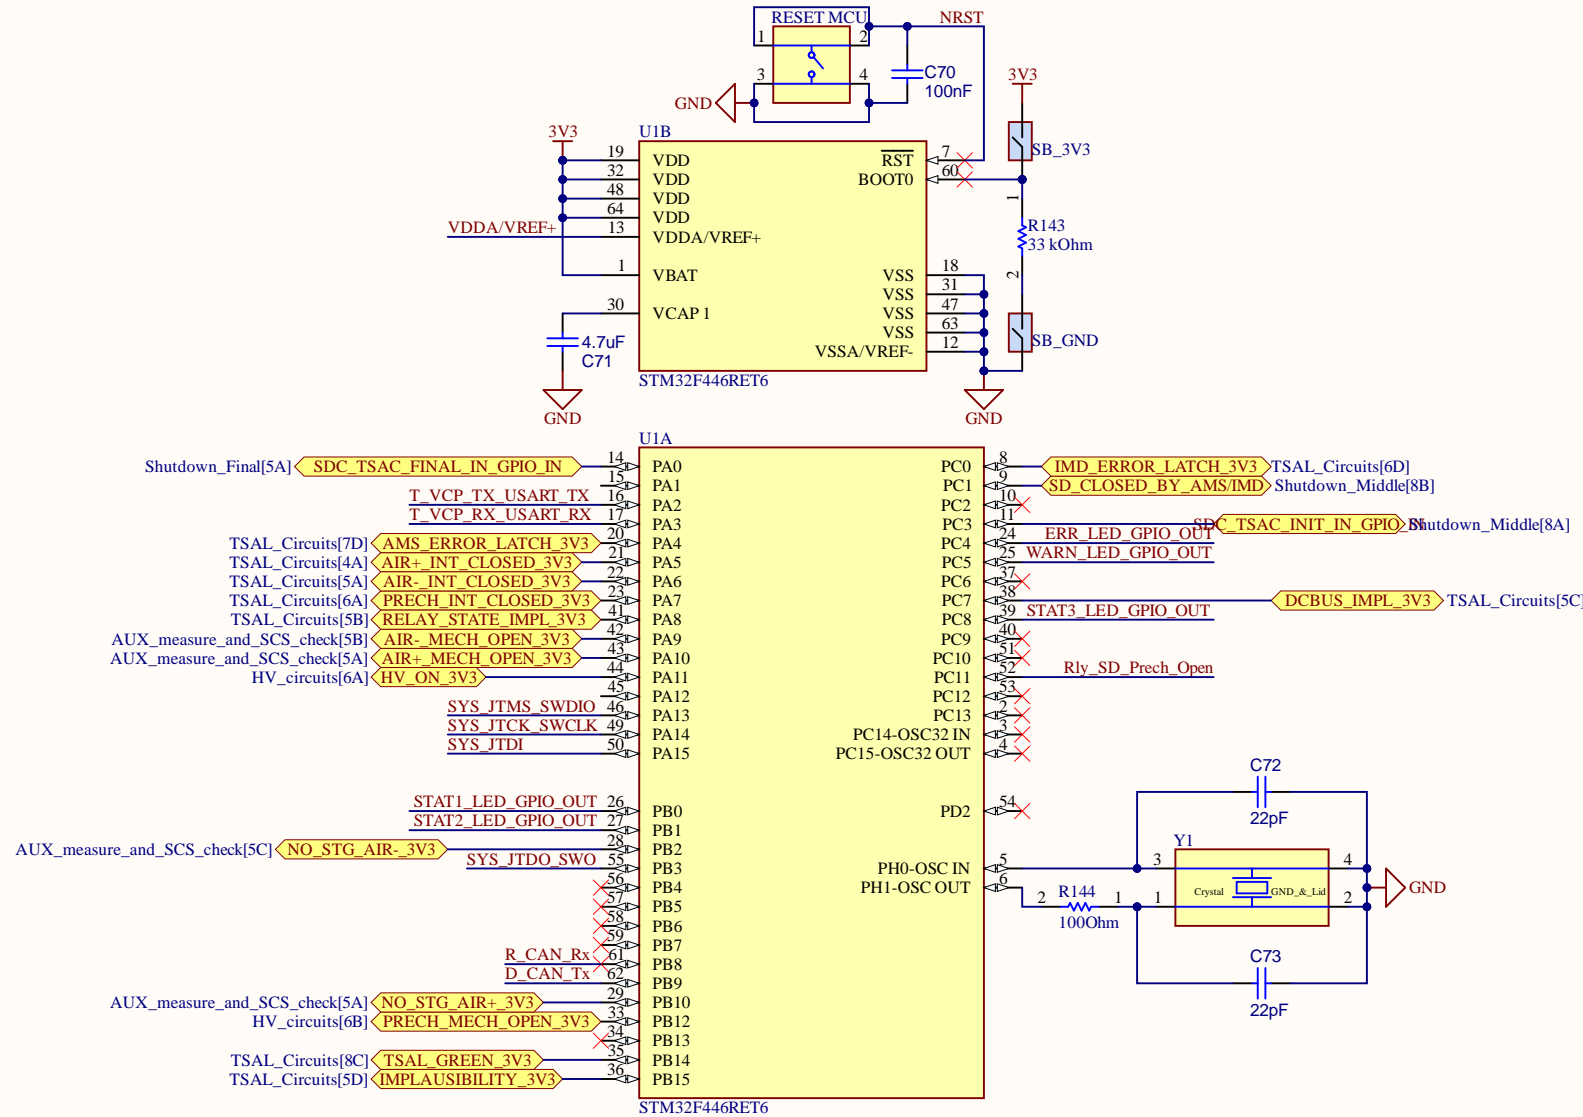 RESET MCU
NRST
1
2
3
4
C70
100nF
GND
3V3
SB_3V3
U1B
3V3
19 VDD
32 VDD
48 VDD
64 VDD
VDDA/VREF+ 13 VDDA/VREF+
1 VBAT
30 VCAP 1
4.7uF
C71
GND
RST 7
BOOT0 60
1
R143
33 kOhm
2
VSS 18
VSS 31
VSS 47
VSS 63
VSSA/VREF- 12
SB_GND
GND
STM32F446RET6
U1A
Shutdown_Final[5A] SDC_TSAC_FINAL_IN_GPIO_IN 14 PA0
15 PA1
T_VCP_TX_USART_TX 16 PA2
T_VCP_RX_USART_RX 17 PA3
TSAL_Circuits[7D] AMS_ERROR_LATCH_3V3 20 PA4
TSAL_Circuits[4A] AIR+_INT_CLOSED_3V3 21 PA5
TSAL_Circuits[5A] AIR-_INT_CLOSED_3V3 22 PA6
TSAL_Circuits[6A] PRECH_INT_CLOSED_3V3 23 PA7
TSAL_Circuits[5B] RELAY_STATE_IMPL_3V3 41 PA8
AUX_measure_and_SCS_check[5B] AIR-_MECH_OPEN_3V3 42 PA9
AUX_measure_and_SCS_check[5A] AIR+_MECH_OPEN_3V3 43 PA10
HV_circuits[6A] HV_ON_3V3 44 PA11
45 PA12
SYS_JTMS_SWDIO 46 PA13
SYS_JTCK_SWCLK 49 PA14
SYS_JTDI 50 PA15
STAT1_LED_GPIO_OUT 26 PB0
STAT2_LED_GPIO_OUT 27 PB1
AUX_measure_and_SCS_check[5C] NO_STG_AIR-_3V3 28 PB2
SYS_JTDO_SWO 55 PB3
56 PB4
57 PB5
58 PB6
59 PB7
R_CAN_Rx 61 PB8
D_CAN_Tx 62 PB9
AUX_measure_and_SCS_check[5A] NO_STG_AIR+_3V3 29 PB10
HV_circuits[6B] PRECH_MECH_OPEN_3V3 33 PB12
34 PB13
TSAL_Circuits[8C] TSAL_GREEN_3V3 35 PB14
TSAL_Circuits[5D] IMPLAUSIBILITY_3V3 36 PB15
PC0 8 IMD_ERROR_LATCH_3V3 TSAL_Circuits[6D]
PC1 9 SD_CLOSED_BY_AMS/IMD Shutdown_Middle[8B]
PC2 10
PC3 11 SDC_TSAC_INIT_IN_GPIO_IN Shutdown_Middle[8A]
PC4 24 ERR_LED_GPIO_OUT
PC5 25 WARN_LED_GPIO_OUT
PC6 37
PC7 38 DCBUS_IMPL_3V3 TSAL_Circuits[5C]
PC8 39 STAT3_LED_GPIO_OUT
PC9 40
PC10 51
PC11 52 Rly_SD_Prech_Open
PC12 53
PC13 2
PC14-OSC32 IN 3
PC15-OSC32 OUT 4
PD2 54
PH0-OSC IN 5
PH1-OSC OUT 6
2 R144 1
100Ohm
C72
22pF
Y1
3
4
1
2
Crystal
GND_&_Lid
GND
C73
22pF
STM32F446RET6